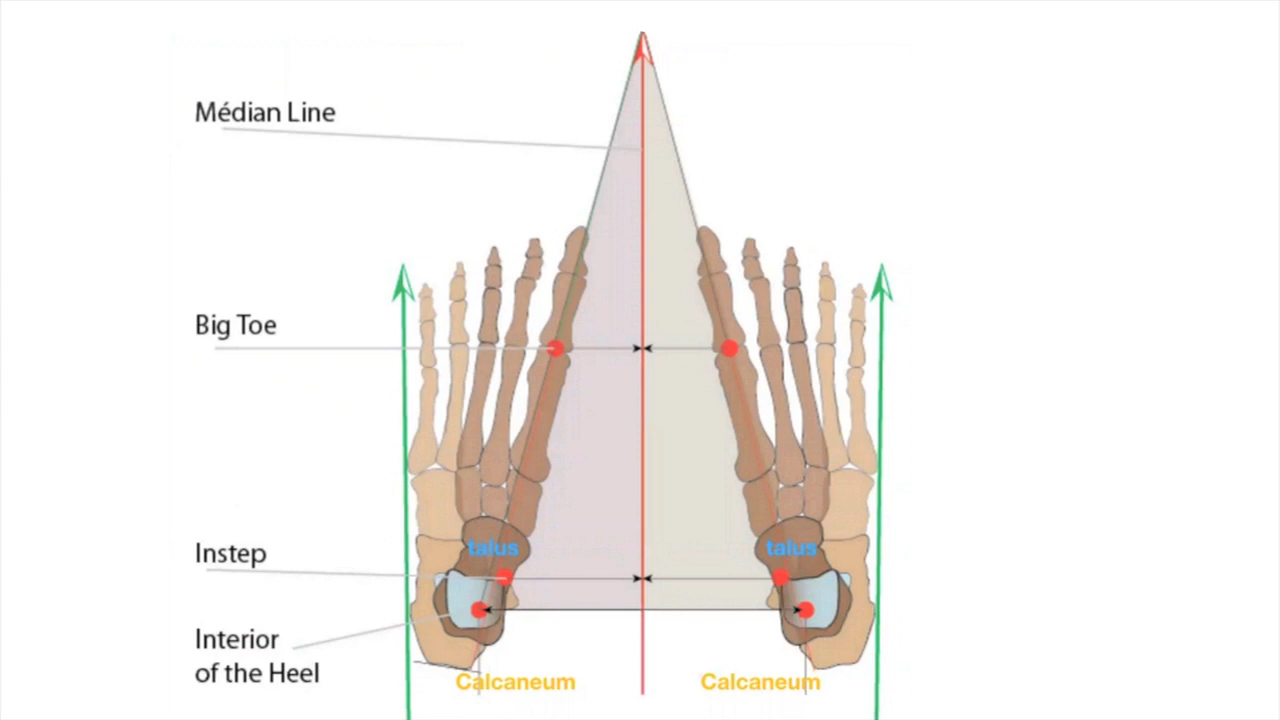 Médian Line
Big Toe
Instep
talus
talus
Interior
of the Heel
Calcaneum
Calcaneum